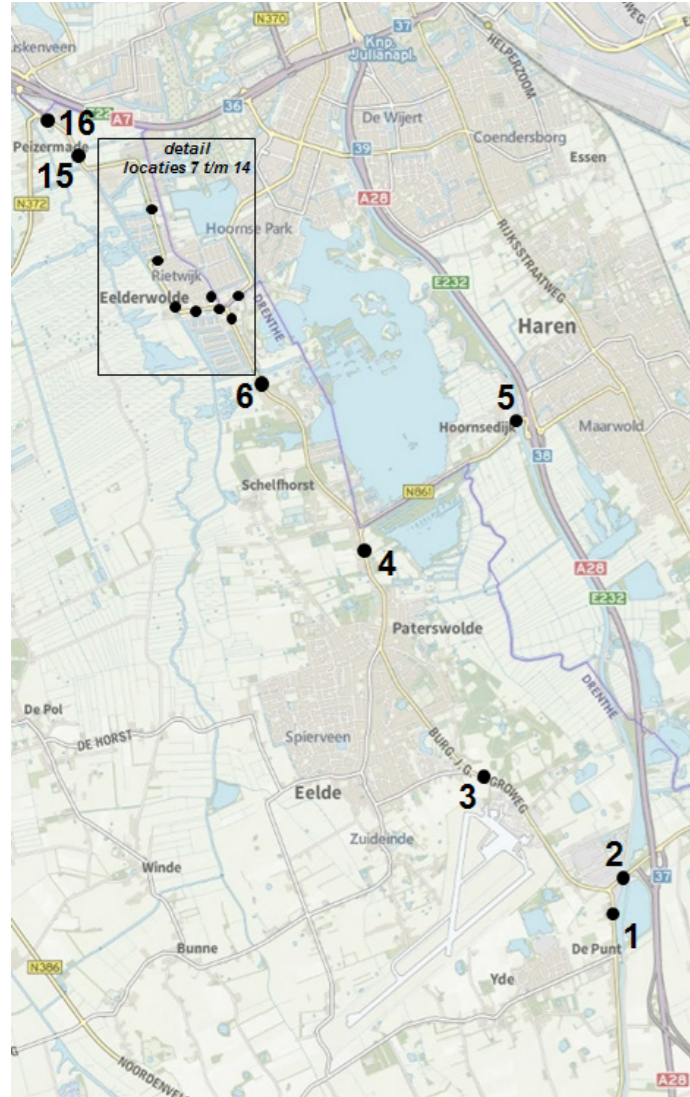 N370
37
uskenveen
Knp.
Julianapl.
HELPERZOOM
WEG
E22
A7
36
De Wijert
16
Peizermade
detail
locaties 7 t/m 14
39
Coendersborg
Essen
15
A28
N372
Hoornse Park
RIJKSSTRAATWEG
E232
Rietwijk
Eelderwolde
DRENTHE
Haren
6
5
Hoornsedijk
Maarwold
38
Schelfhorst
N861
4
A28
E232
Paterswolde
DRENTHE
De Pol
DE HORST
Spierveen
BURG. J.G.
GROWEG
3
Eelde
Zuideinde
2
37
Winde
1
De Punt
Bunne
N386
Yde
G
NOORDENVEL
A28